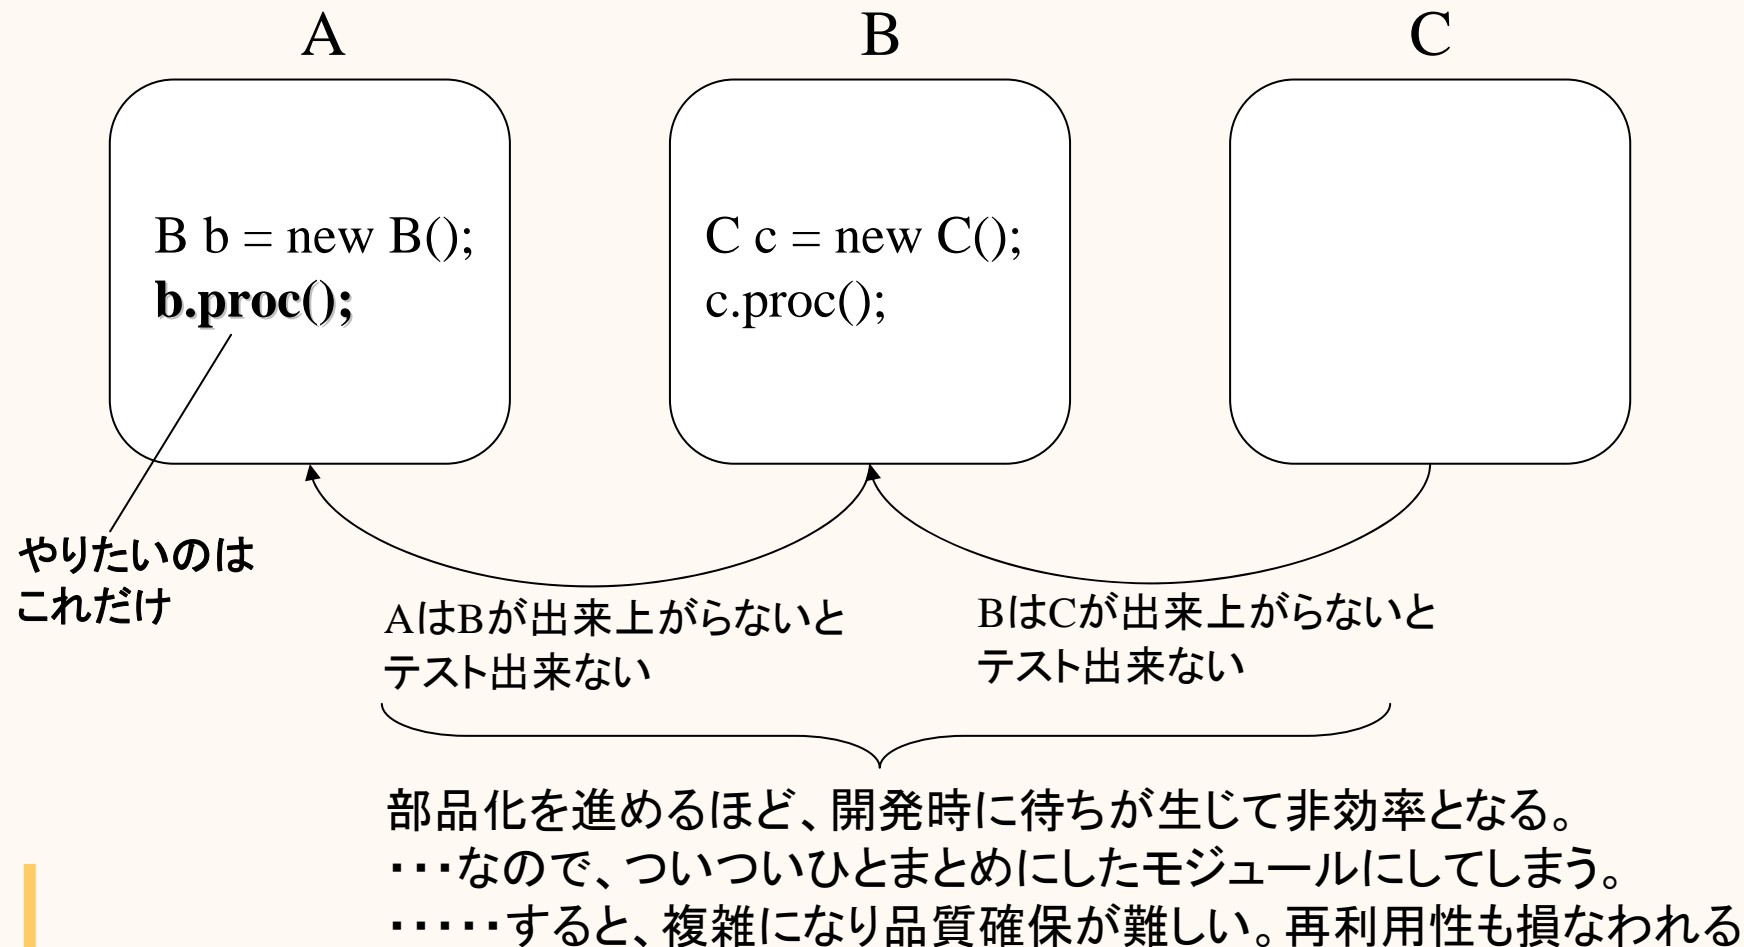 A
B
C
B b = new B();
b.proc();
C c = new C();
c.proc();
やりたいのは
これだけ
AはBが出来上がらないと
テスト出来ない
BはCが出来上がらないと
テスト出来ない
部品化を進めるほど、開発時に待ちが生じて非効率となる。
・・・なので、ついついひとまとめにしたモジュールにしてしまう。
・・・・・すると、複雑になり品質確保が難しい。再利用性も損なわれる